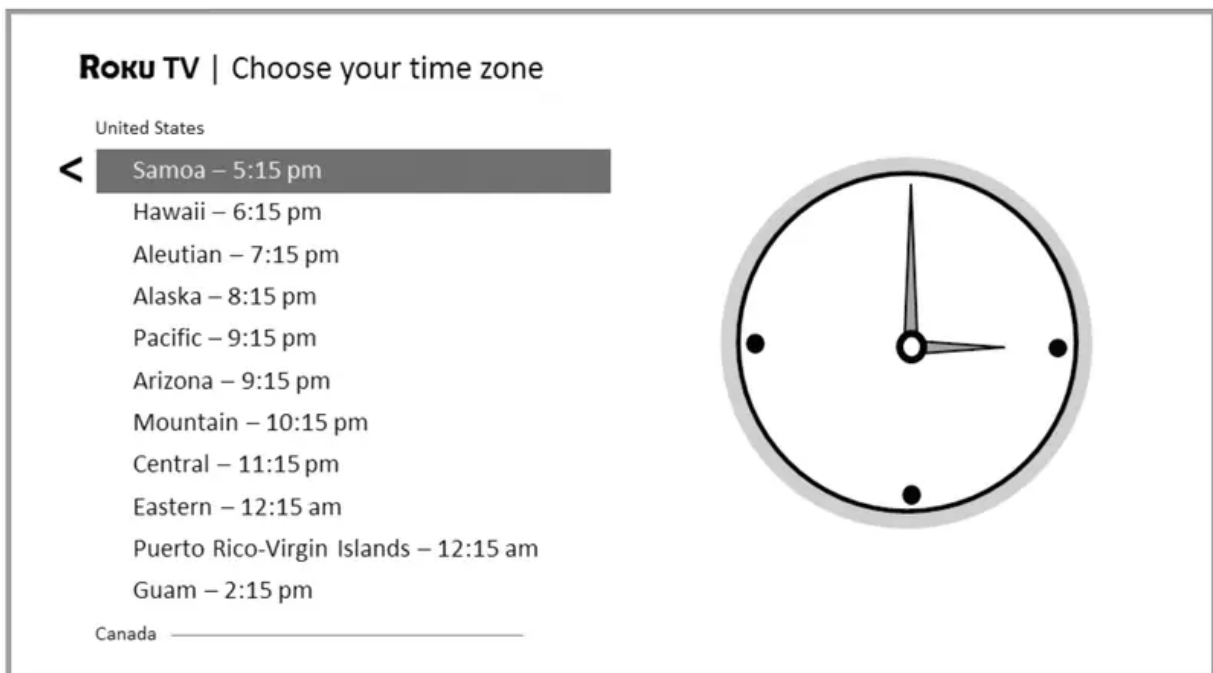 Roku TV | Choose your time zone
United States
<
Samoa – 5:15 pm
Hawaii – 6:15 pm
Aleutian – 7:15 pm
Alaska – 8:15 pm
Pacific – 9:15 pm
Arizona – 9:15 pm
Mountain – 10:15 pm
Central – 11:15 pm
Eastern – 12:15 am
Puerto Rico-Virgin Islands – 12:15 am
Guam – 2:15 pm
Canada